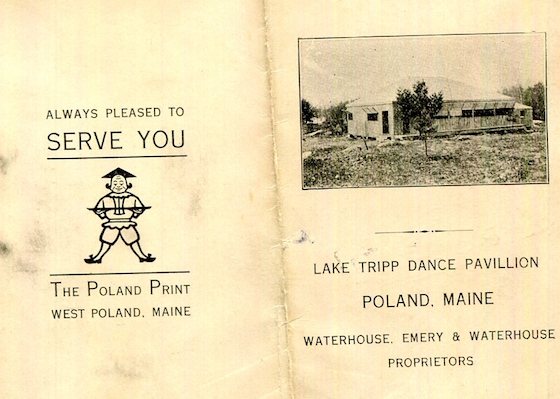 ALWAYS PLEASED TO
SERVE YOU
THE POLAND PRINT
WEST POLAND, MAINE
LAKE TRIPP DANCE PAVILLION
POLAND, MAINE
WATERHOUSE, EMERY & WATERHOUSE
PROPRIETORS